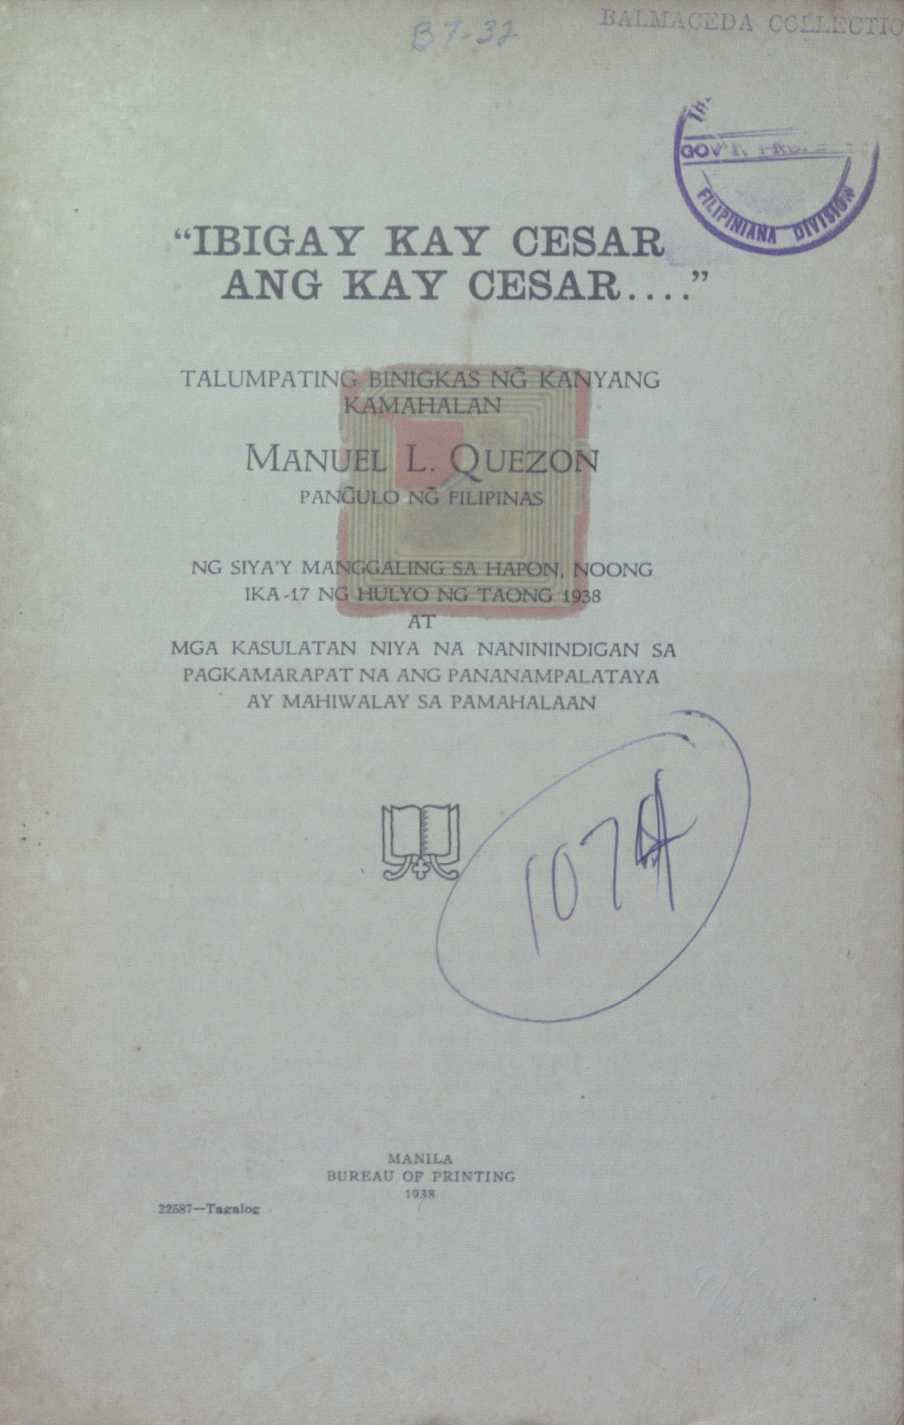 B7-32
BALMACEDA COLLECTIO
GOV'T.
FILIPINIANA DIVISION
“IBIGAY KAY CESAR
ANG KAY CESAR....”
TALUMPATING BINIGKAS NG̃ KANYANG
KAMAHALAN
MANUEL L. QUEZON
PANG̃ULO NG̃ FILIPINAS
NG SIYA'Y MANGGALING SA HAPON, NOONG
IKA-17 NG HULYO NG TAONG 1938
AT
MGA KASULATAN NIYA NA NANININDIGAN SA
PAGKAMARAPAT NA ANG PANANAMPALATAYA
AY MAHIWALAY SA PAMAHALAAN
107A
MANILA
BUREAU OF PRINTING
1938
22587—Tagalog